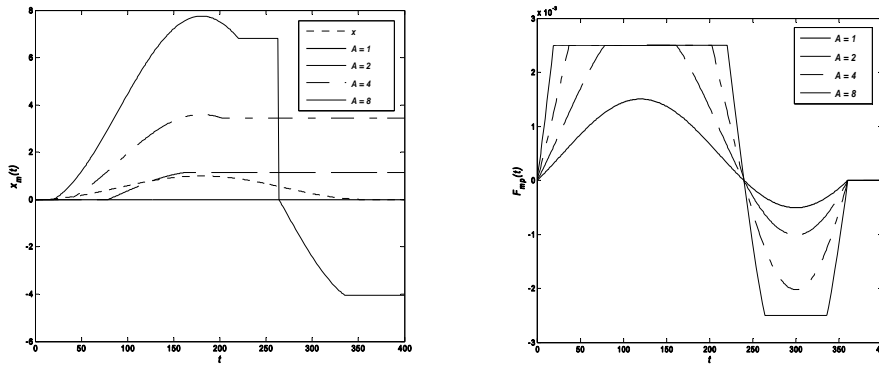 8
6
4
2
0
-2
-4
-6
0 50 100 150 200 250 300 350 400
t
x_m(t)
x
A = 1
A = 2
A = 4
A = 8
x 10^-3
3
2
1
0
-1
-2
-3
0 50 100 150 200 250 300 350 400
t
F_mp(t)
A = 1
A = 2
A = 4
A = 8